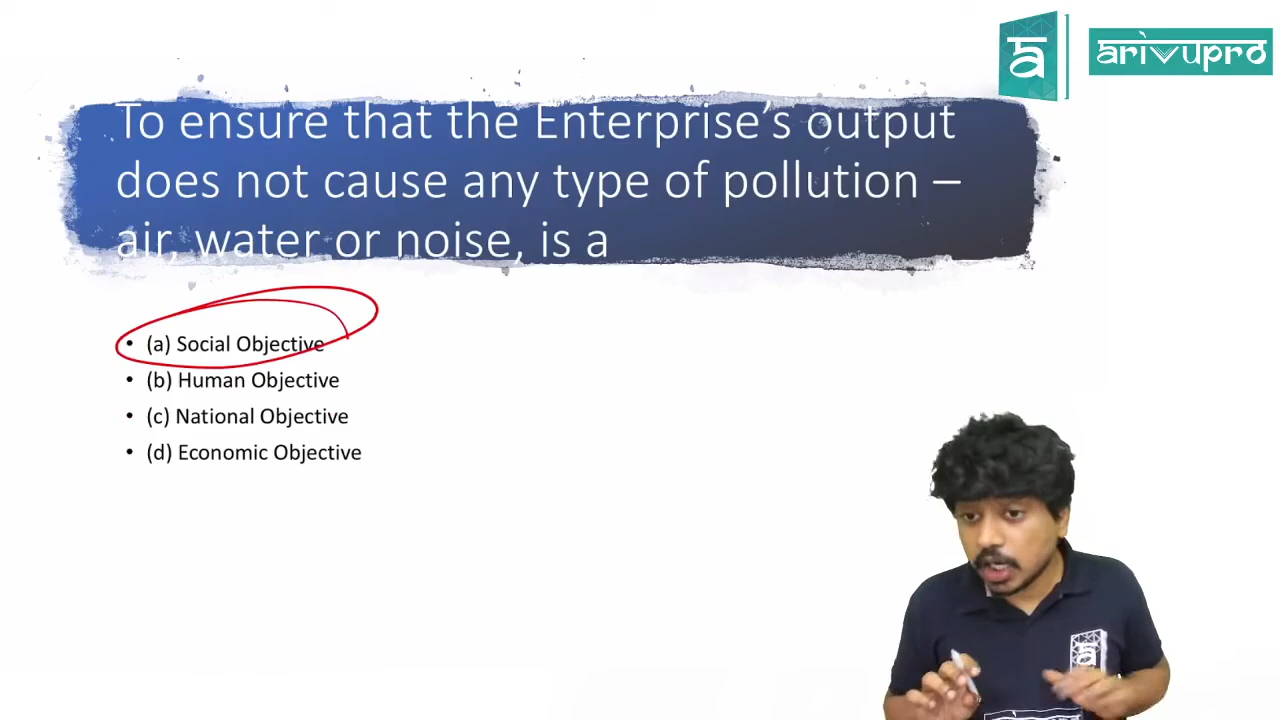 arivupro
To ensure that the Enterprise’s output
does not cause any type of pollution –
air, water or noise, is a
• (a) Social Objective
• (b) Human Objective
• (c) National Objective
• (d) Economic Objective